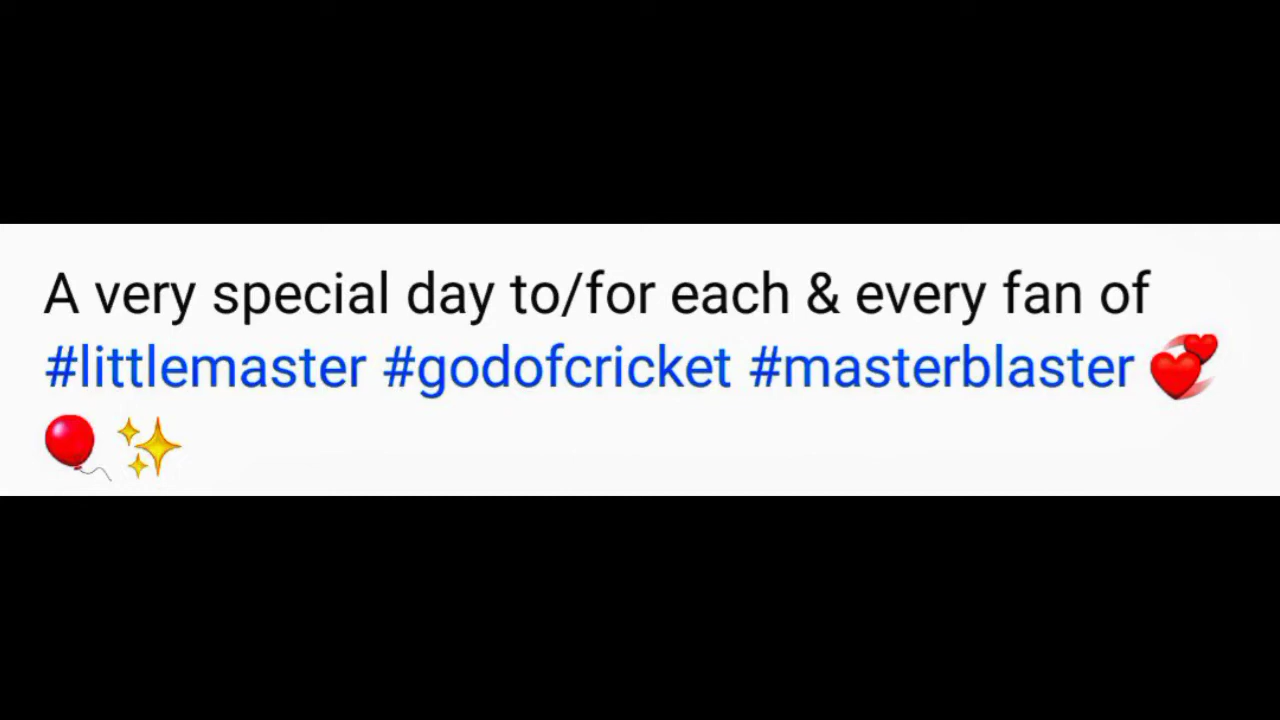 A very special day to/for each & every fan of
#littlemaster #godofcricket #masterblaster 💞
🎈✨